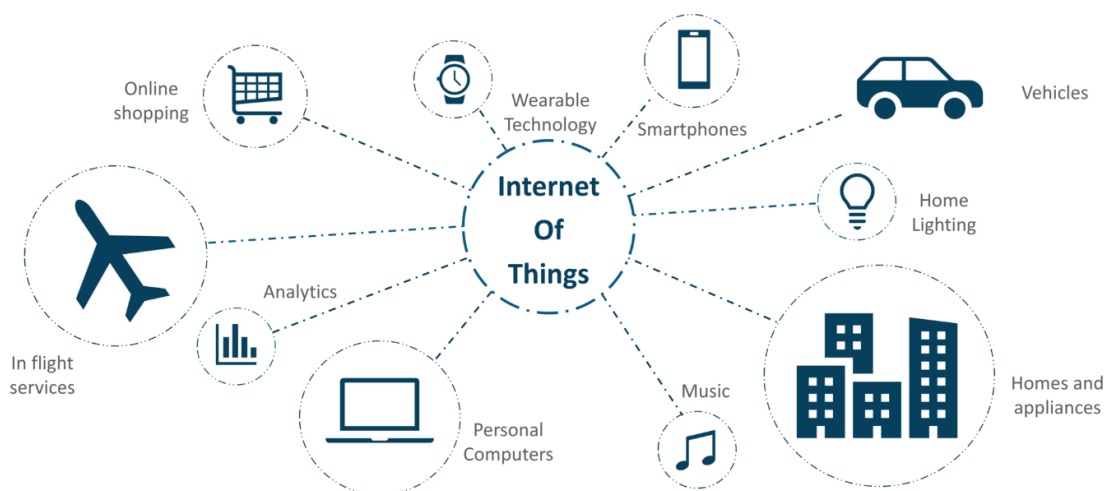 Online
shopping
Wearable
Technology
Smartphones
Vehicles
Internet
Of
Things
Home
Lighting
In flight
services
Analytics
Personal
Computers
Music
Homes and
appliances